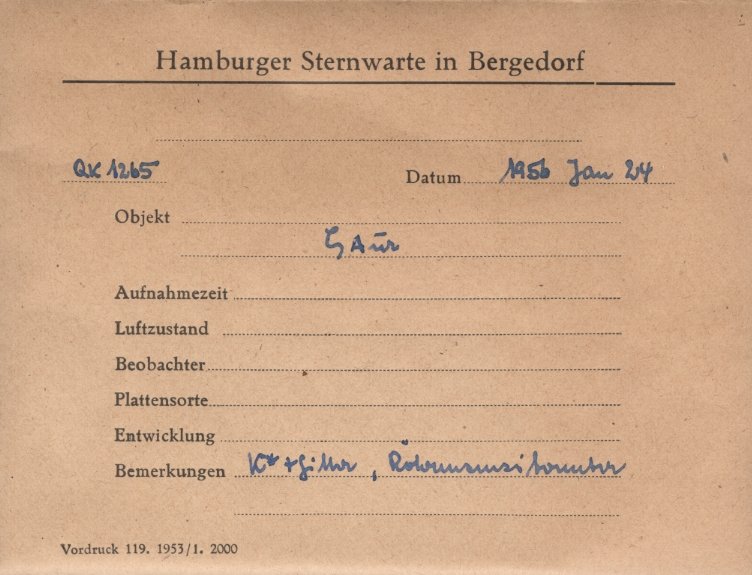 Hamburger Sternwarte in Bergedorf
QK 1265 Datum 1956 Jan 24
Objekt
ζ Aur
Aufnahmezeit
Luftzustand
Beobachter
Plattensorte
Entwicklung
Bemerkungen K* + Gitter,
Vordruck 119. 1953/1. 2000